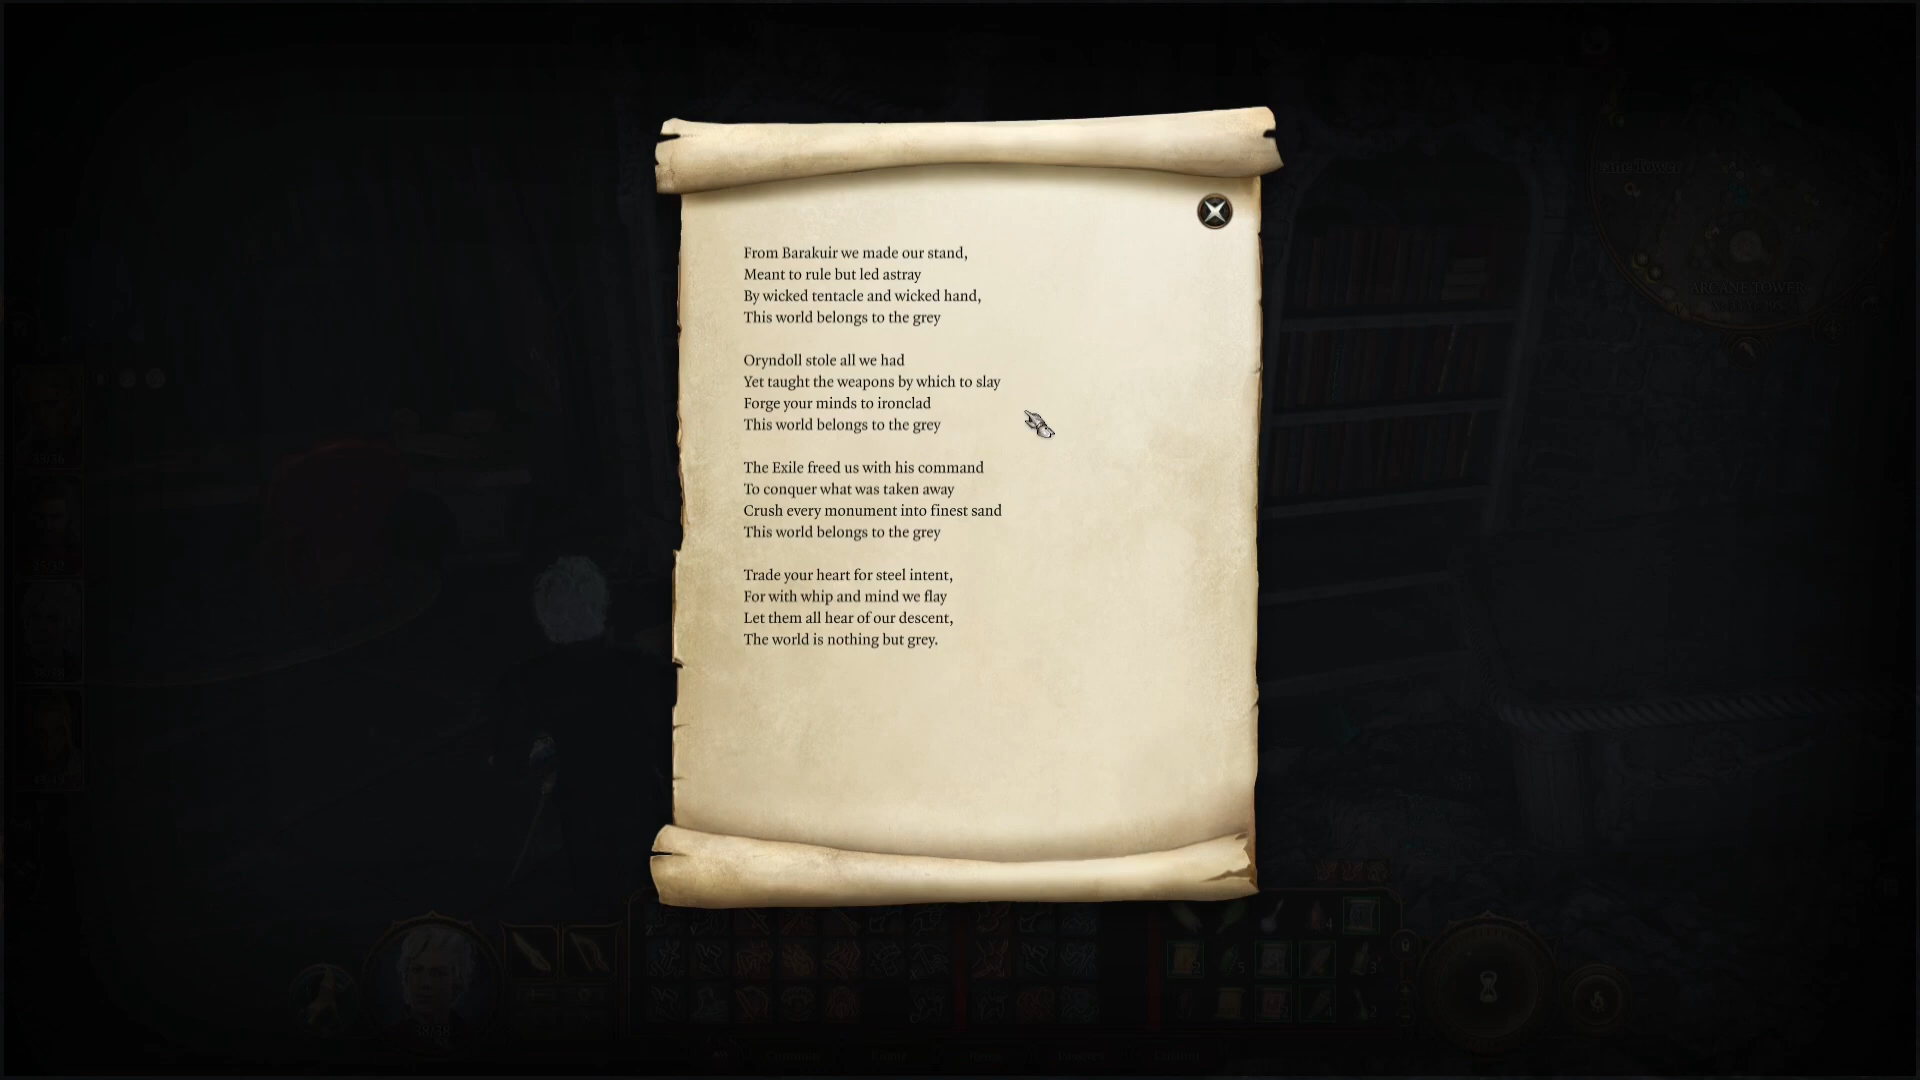 From Barakuir we made our stand,
Meant to rule but led astray
By wicked tentacle and wicked hand,
This world belongs to the grey
Oryndoll stole all we had
Yet taught the weapons by which to slay
Forge your minds to ironclad
This world belongs to the grey
The Exile freed us with his command
To conquer what was taken away
Crush every monument into finest sand
This world belongs to the grey
Trade your heart for steel intent,
For with whip and mind we flay
Let them all hear of our descent,
The world is nothing but grey.
ARCANE TOWER